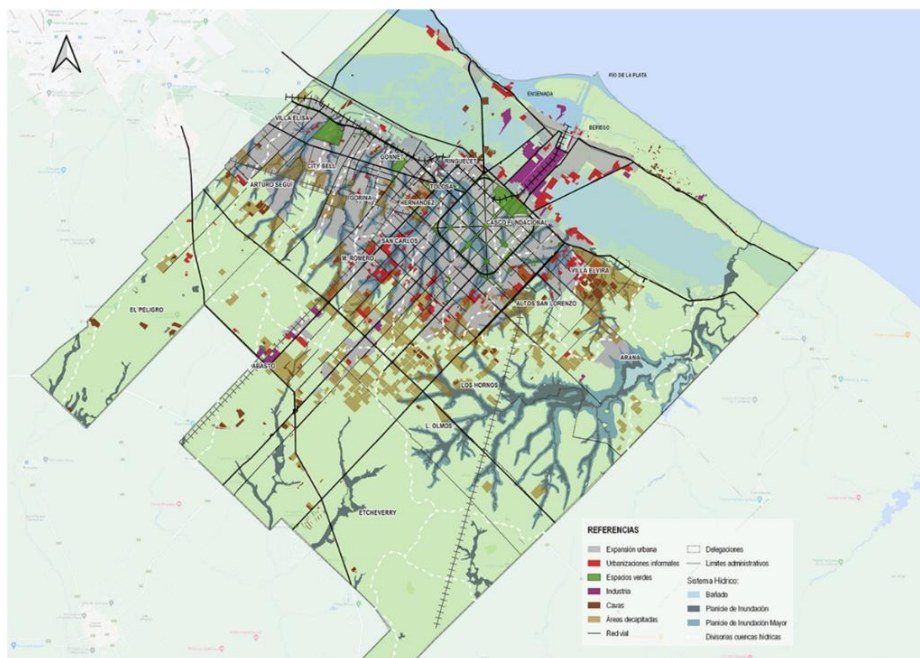 RIO DE LA PLATA
ENSENADA
BERISSO
VILLA ELISA
GONNET
RINGUELET
CITY BELL
TOLOSA
ARTURO SEGUI
GORINA
HERNANDEZ
CASCO FUNDACIONAL
SAN CARLOS
R. ROMERO
VILLA ELVIRA
ALTOS SAN LORENZO
EL PELIGRO
ARANA
ABASTO
LOS HORNOS
L. OLMOS
ETCHEVERRY
REFERENCIAS
Expansión urbana
Urbanizaciones informales
Espacios verdes
Industria
Cavas
Áreas decapitadas
Red vial
Delegaciones
Limites administrativos
Sistema Hídrico:
Bañado
Planicie de Inundación
Planicie de Inundación Mayor
Divisorias cuencas hídricas